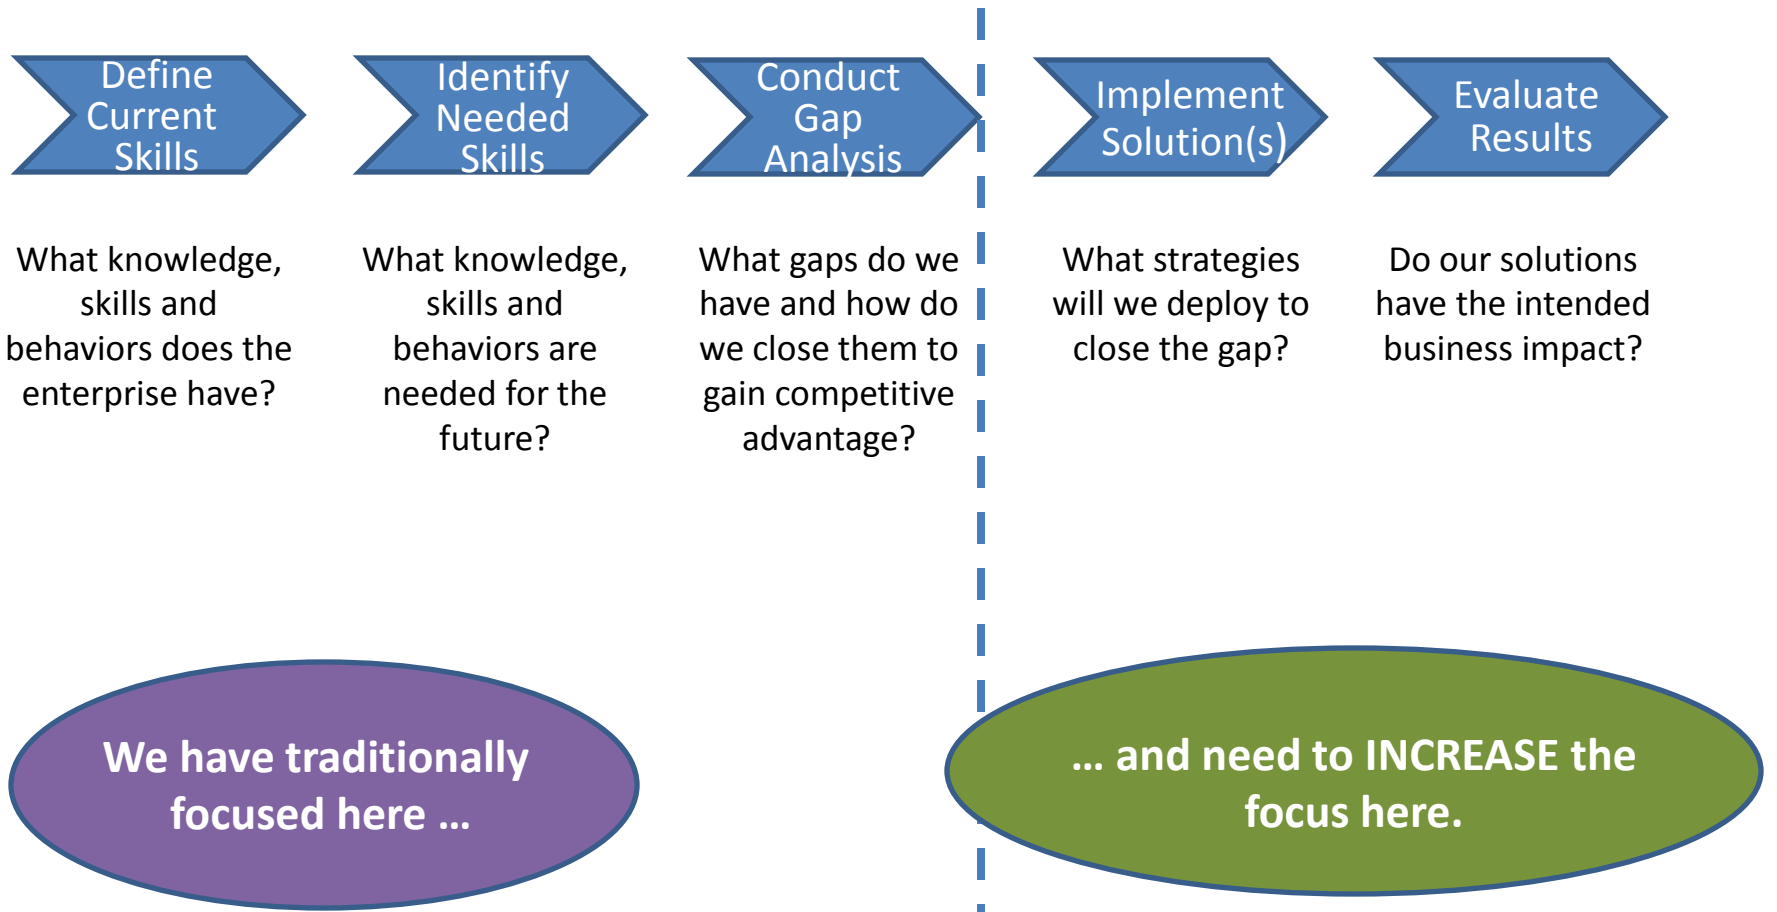 Define
Current
Skills
Identify
Needed
Skills
Conduct
Gap
Analysis
Implement
Solution(s)
Evaluate
Results
What knowledge,
skills and
behaviors does the
enterprise have?
What knowledge,
skills and
behaviors are
needed for the
future?
What gaps do we
have and how do
we close them to
gain competitive
advantage?
What strategies
will we deploy to
close the gap?
Do our solutions
have the intended
business impact?
We have traditionally
focused here …
… and need to INCREASE the
focus here.